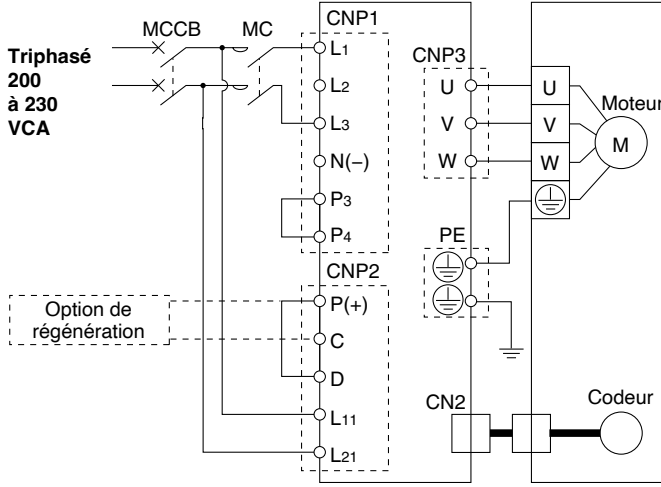 MCCB
MC
CNP1
Triphasé
200
à 230
VCA
L1
L2
L3
N(−)
P3
P4
CNP3
U
V
W
U
V
W
Moteur
M
PE
CNP2
Option de
régénération
P(+)
C
D
L11
L21
CN2
Codeur